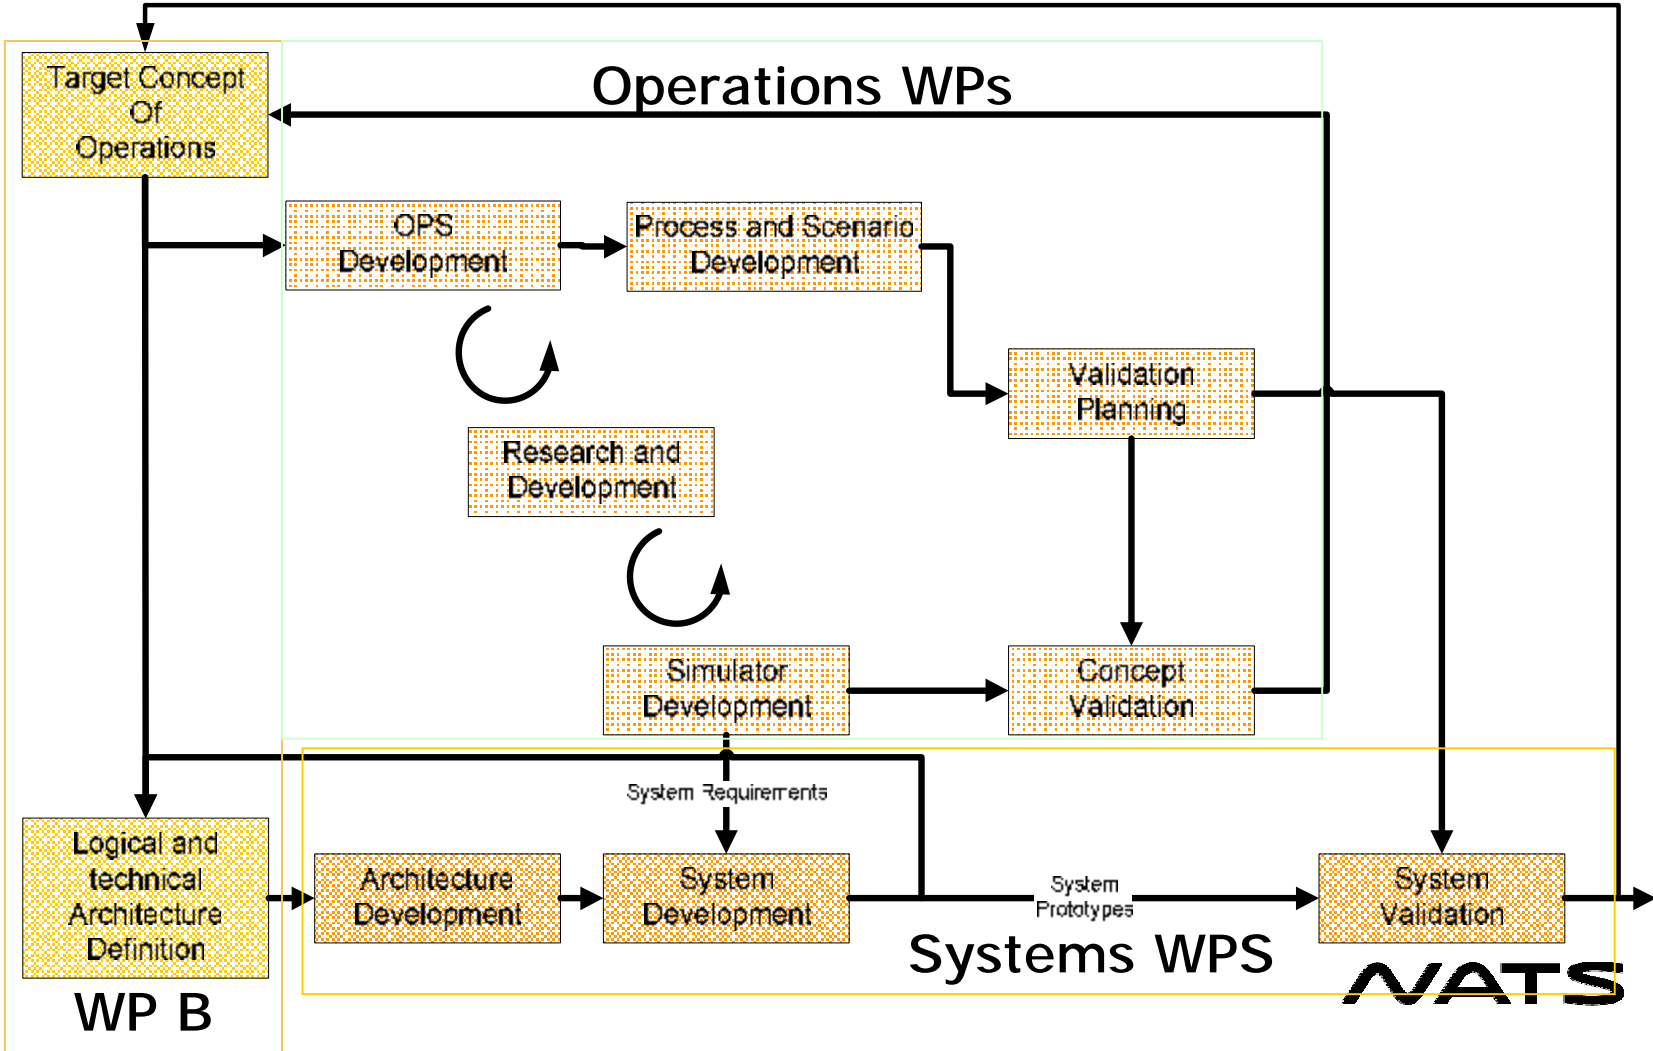 Operations WPs
Target Concept
Of
Operations
OPS
Development
Process and Scenario
Development
Validation
Planning
Research and
Development
Simulator
Development
Concept
Validation
System Requirements
Logical and
technical
Architecture
Definition
Architecture
Development
System
Development
System
Prototypes
System
Validation
Systems WPS
NATS
WP B